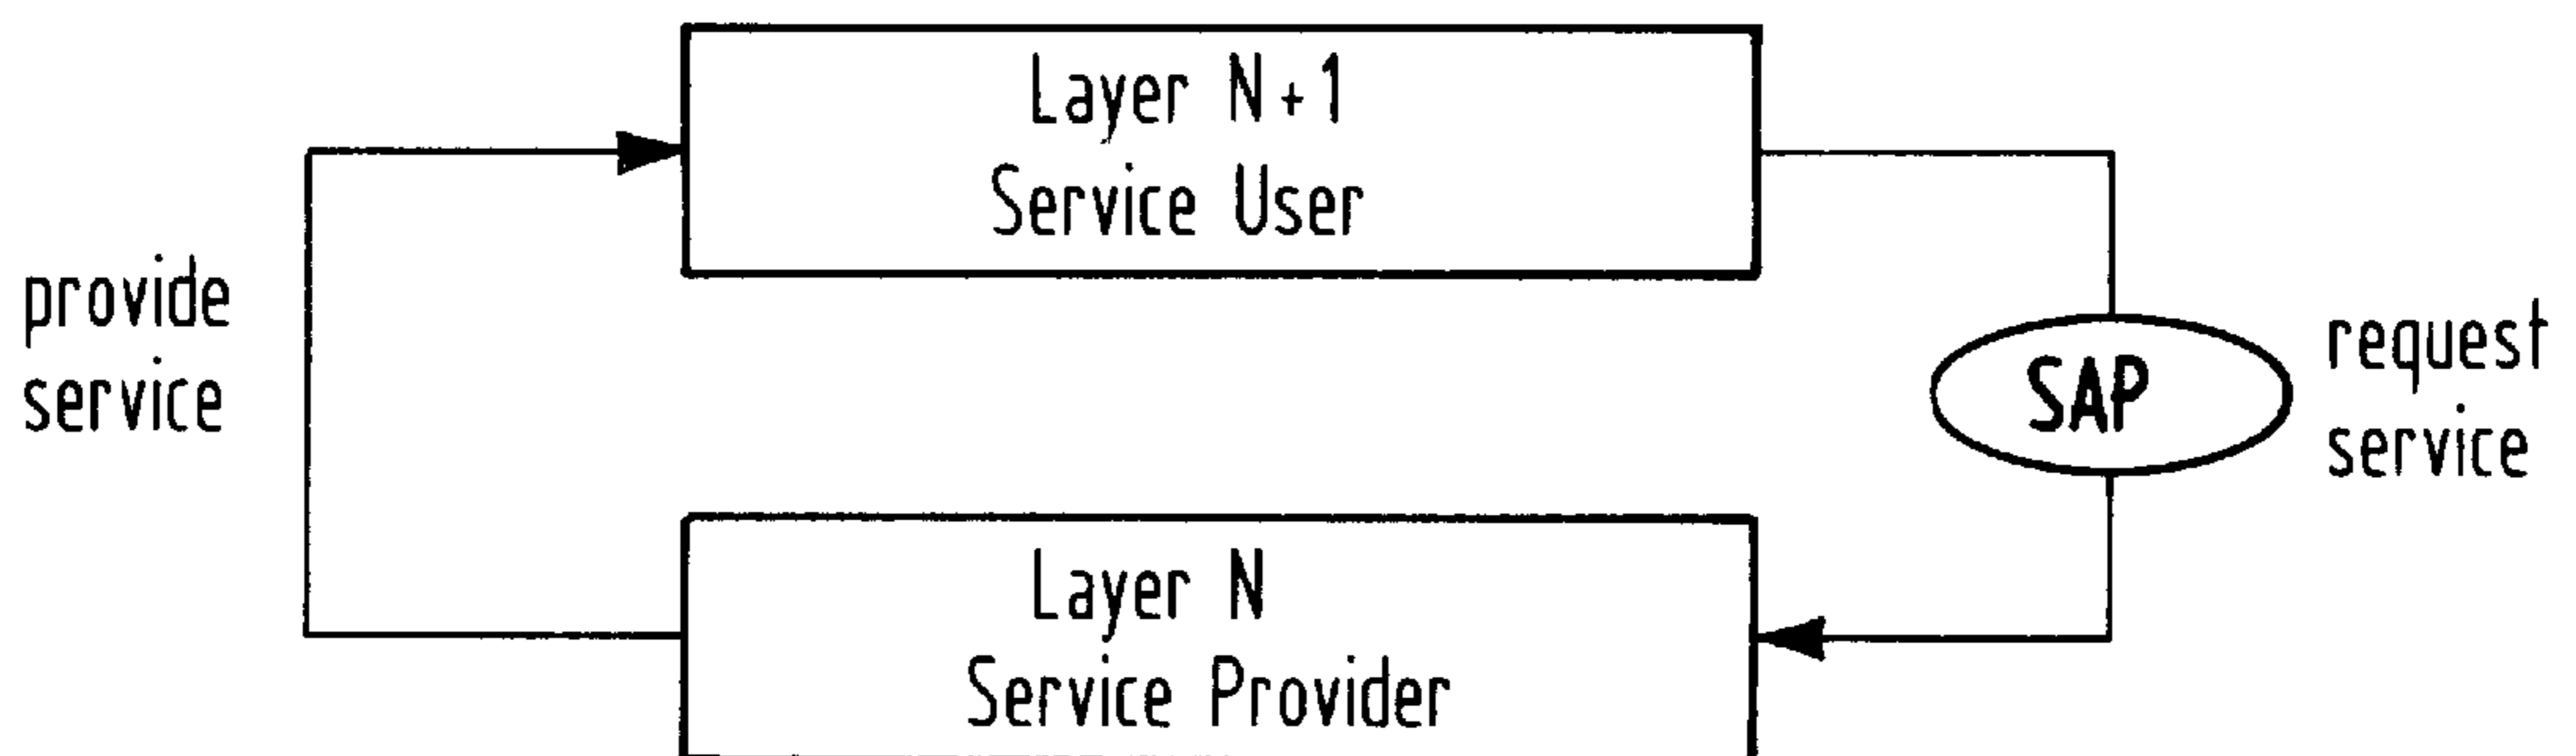 Layer N+1
Service User
provide
service
SAP
request
service
Layer N
Service Provider